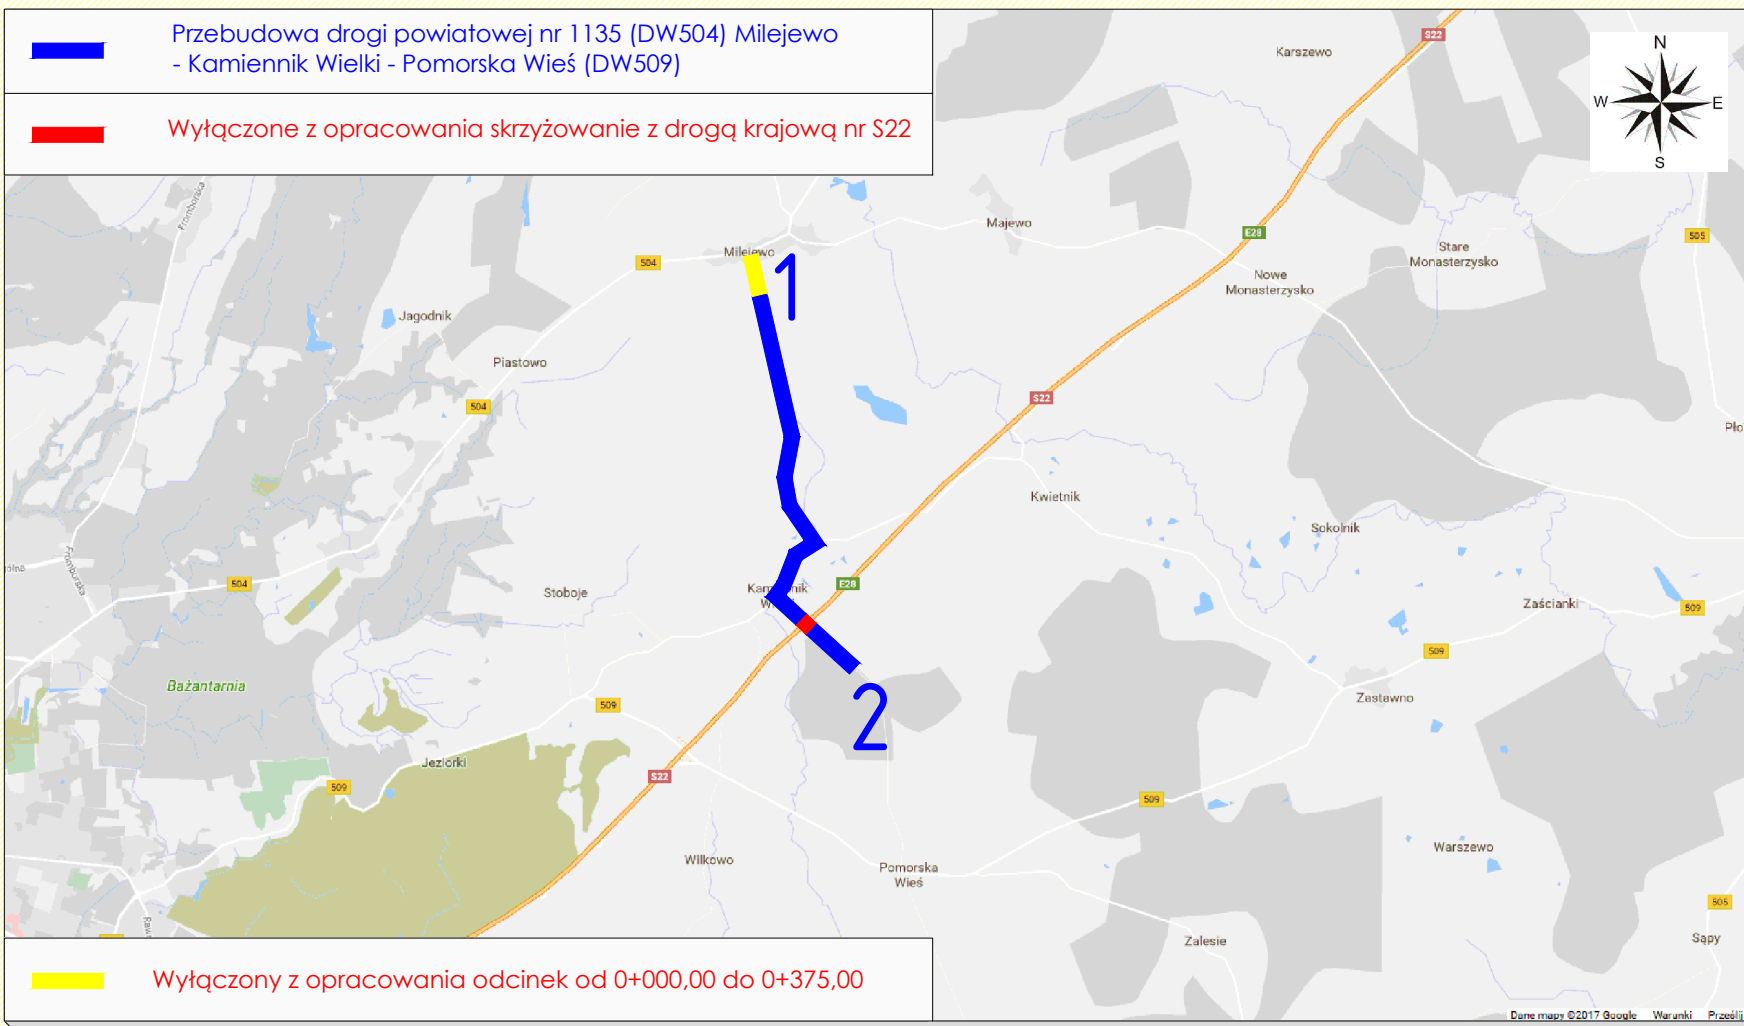 Przebudowa drogi powiatowej nr 1135 (DW504) Milejewo
- Kamiennik Wielki - Pomorska Wieś (DW509)
Wyłączone z opracowania skrzyżowanie z drogą krajową nr S22
S22
Karszewo
N
W
E
S
Fromborska
Majewo
E28
505
Stare
Monasterzysko
Milejewo
504
1
Nowe
Monasterzysko
Jagodnik
Piastowo
S22
504
Kwietnik
Sokolnik
Fromborska
504
Stoboje
E28
Zaścianki
509
509
Bażantarnia
Zastawno
509
2
Jeziorki
S22
509
509
Wilkowo
Pomorska
Wieś
Warszewo
505
Zalesie
Sąpy
Wyłączony z opracowania odcinek od 0+000,00 do 0+375,00
Dane mapy ©2017 Google Warunki